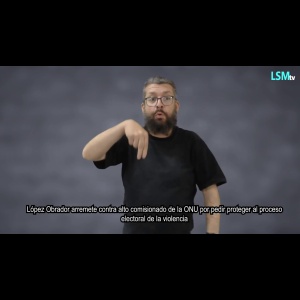 LSMtv
López Obrador arremete contra alto comisionado de la ONU por pedir proteger al proceso
electoral de la violencia